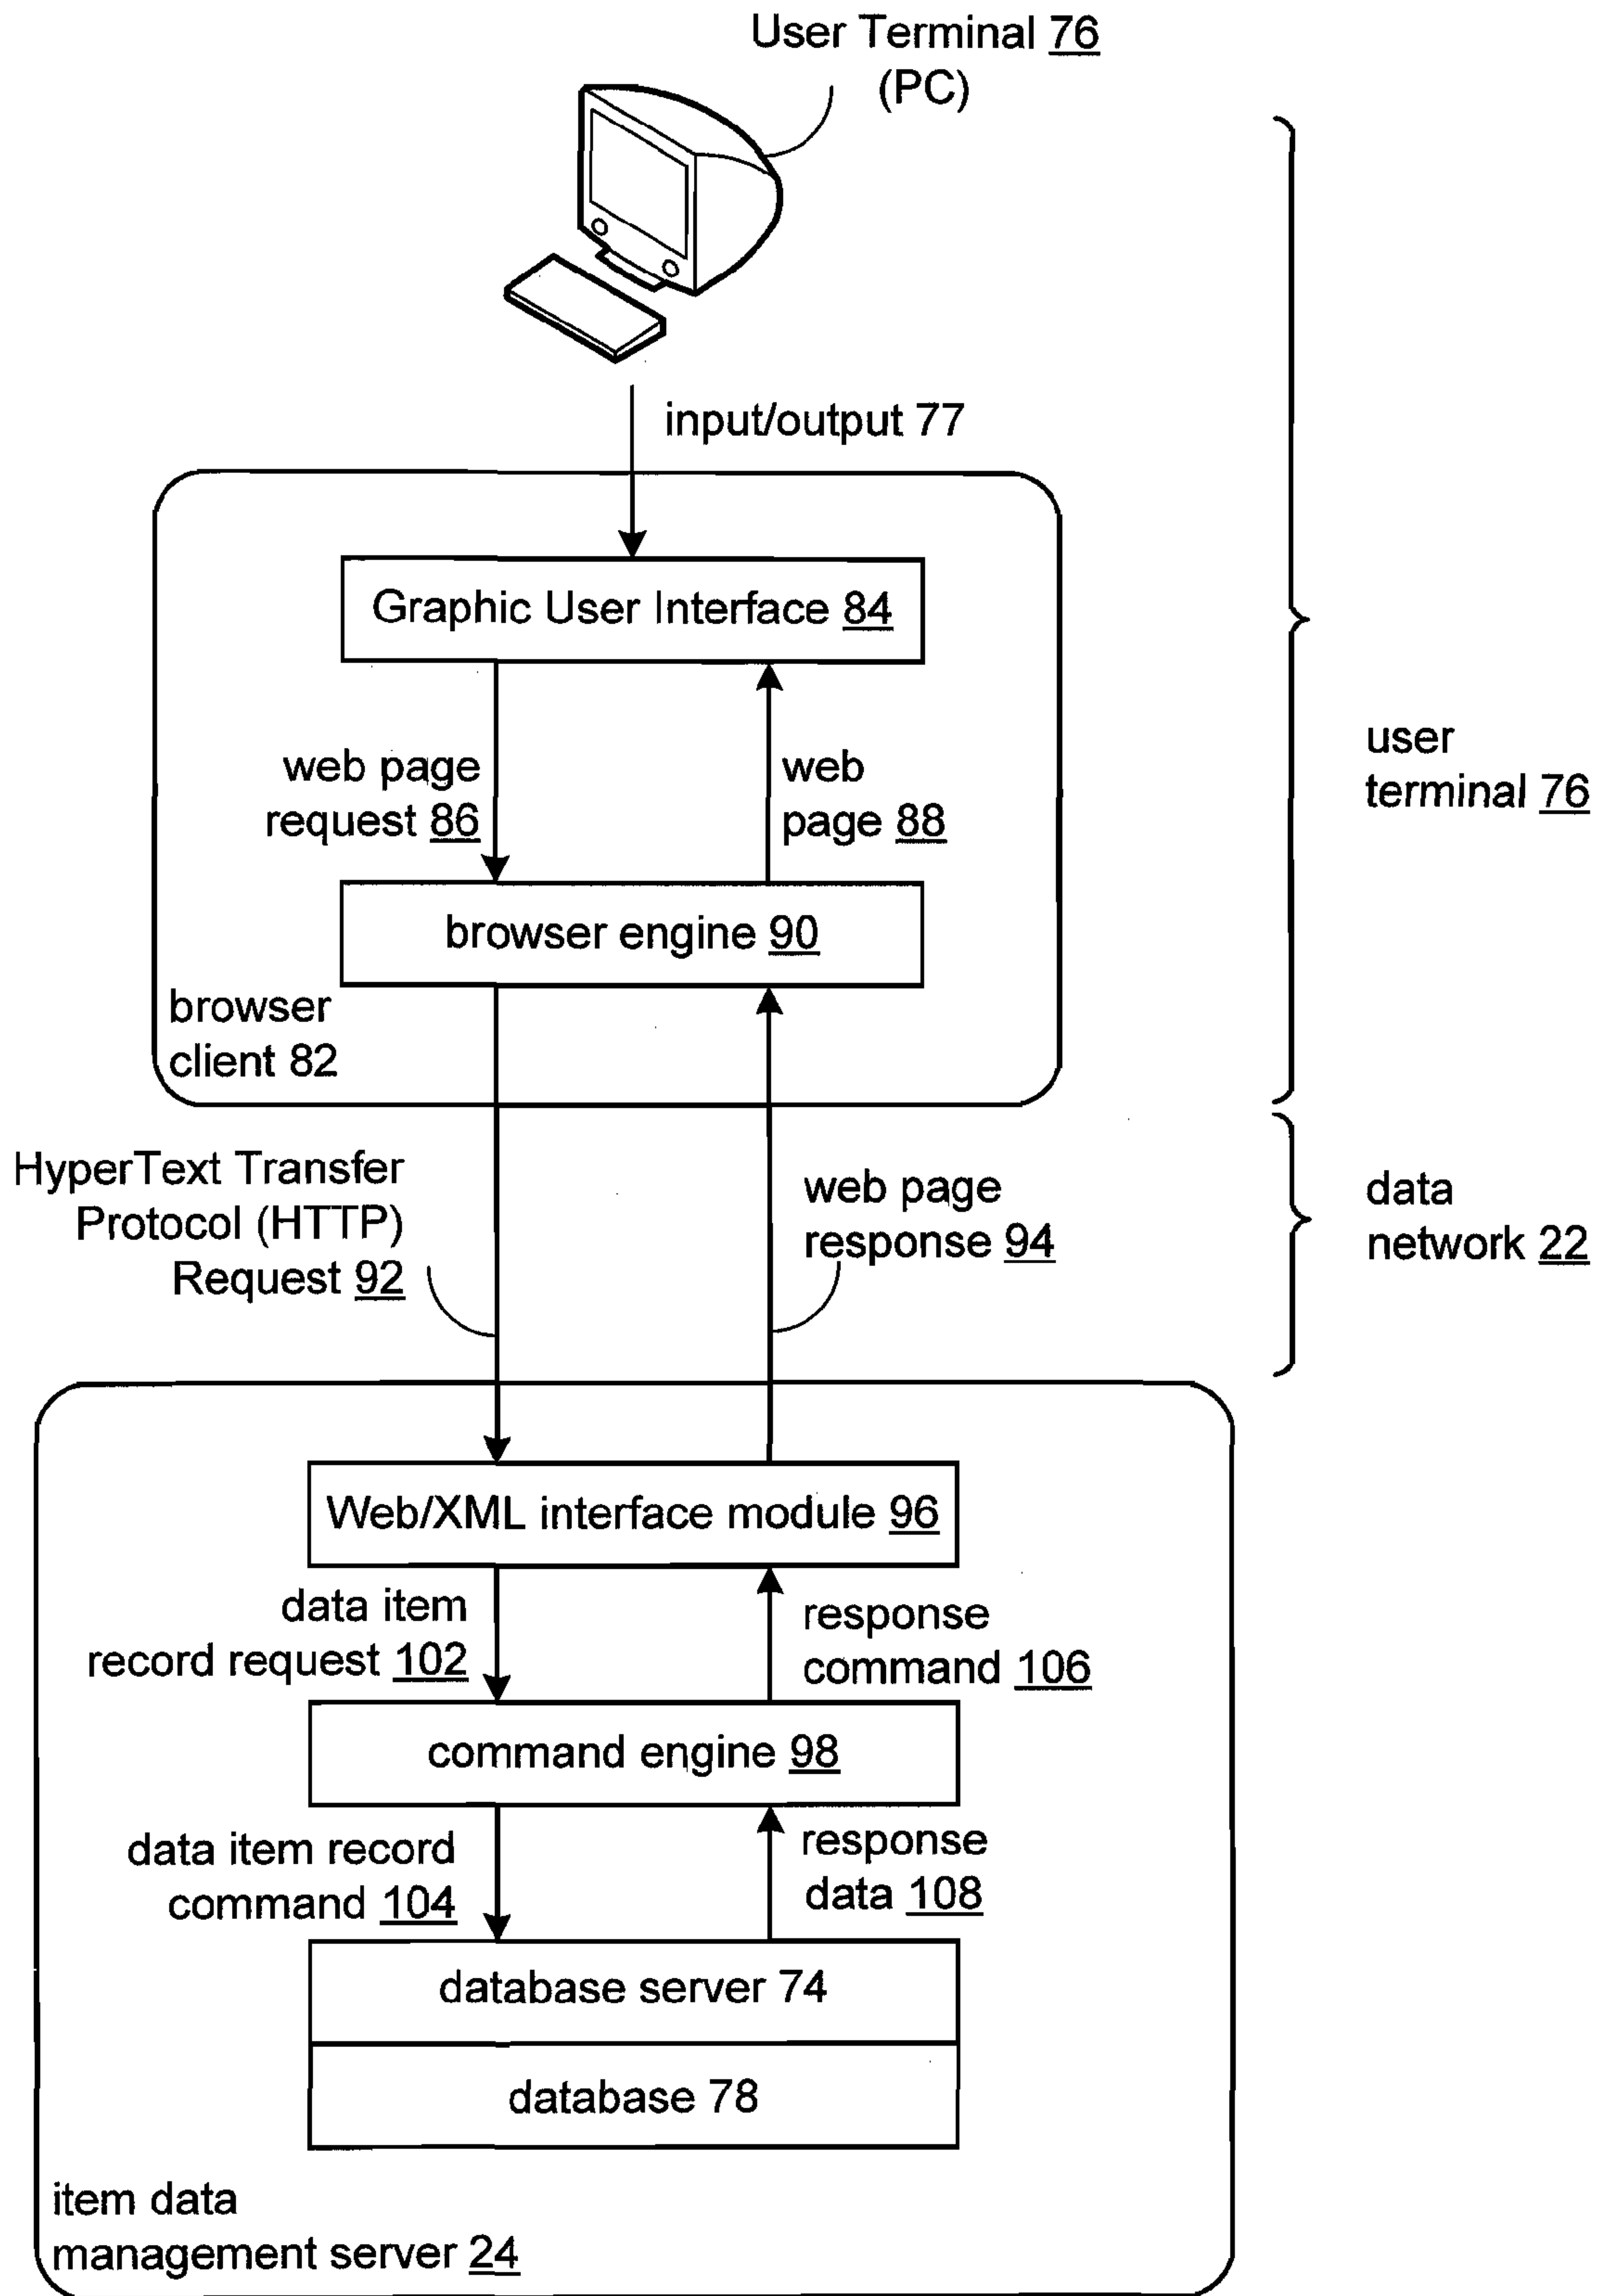 User Terminal 76
(PC)
input/output 77
Graphic User Interface 84
web page
request 86
web
page 88
user
terminal 76
browser engine 90
browser
client 82
HyperText Transfer
Protocol (HTTP)
Request 92
web page
response 94
data
network 22
Web/XML interface module 96
data item
record request 102
response
command 106
command engine 98
data item record
command 104
response
data 108
database server 74
database 78
item data
management server 24